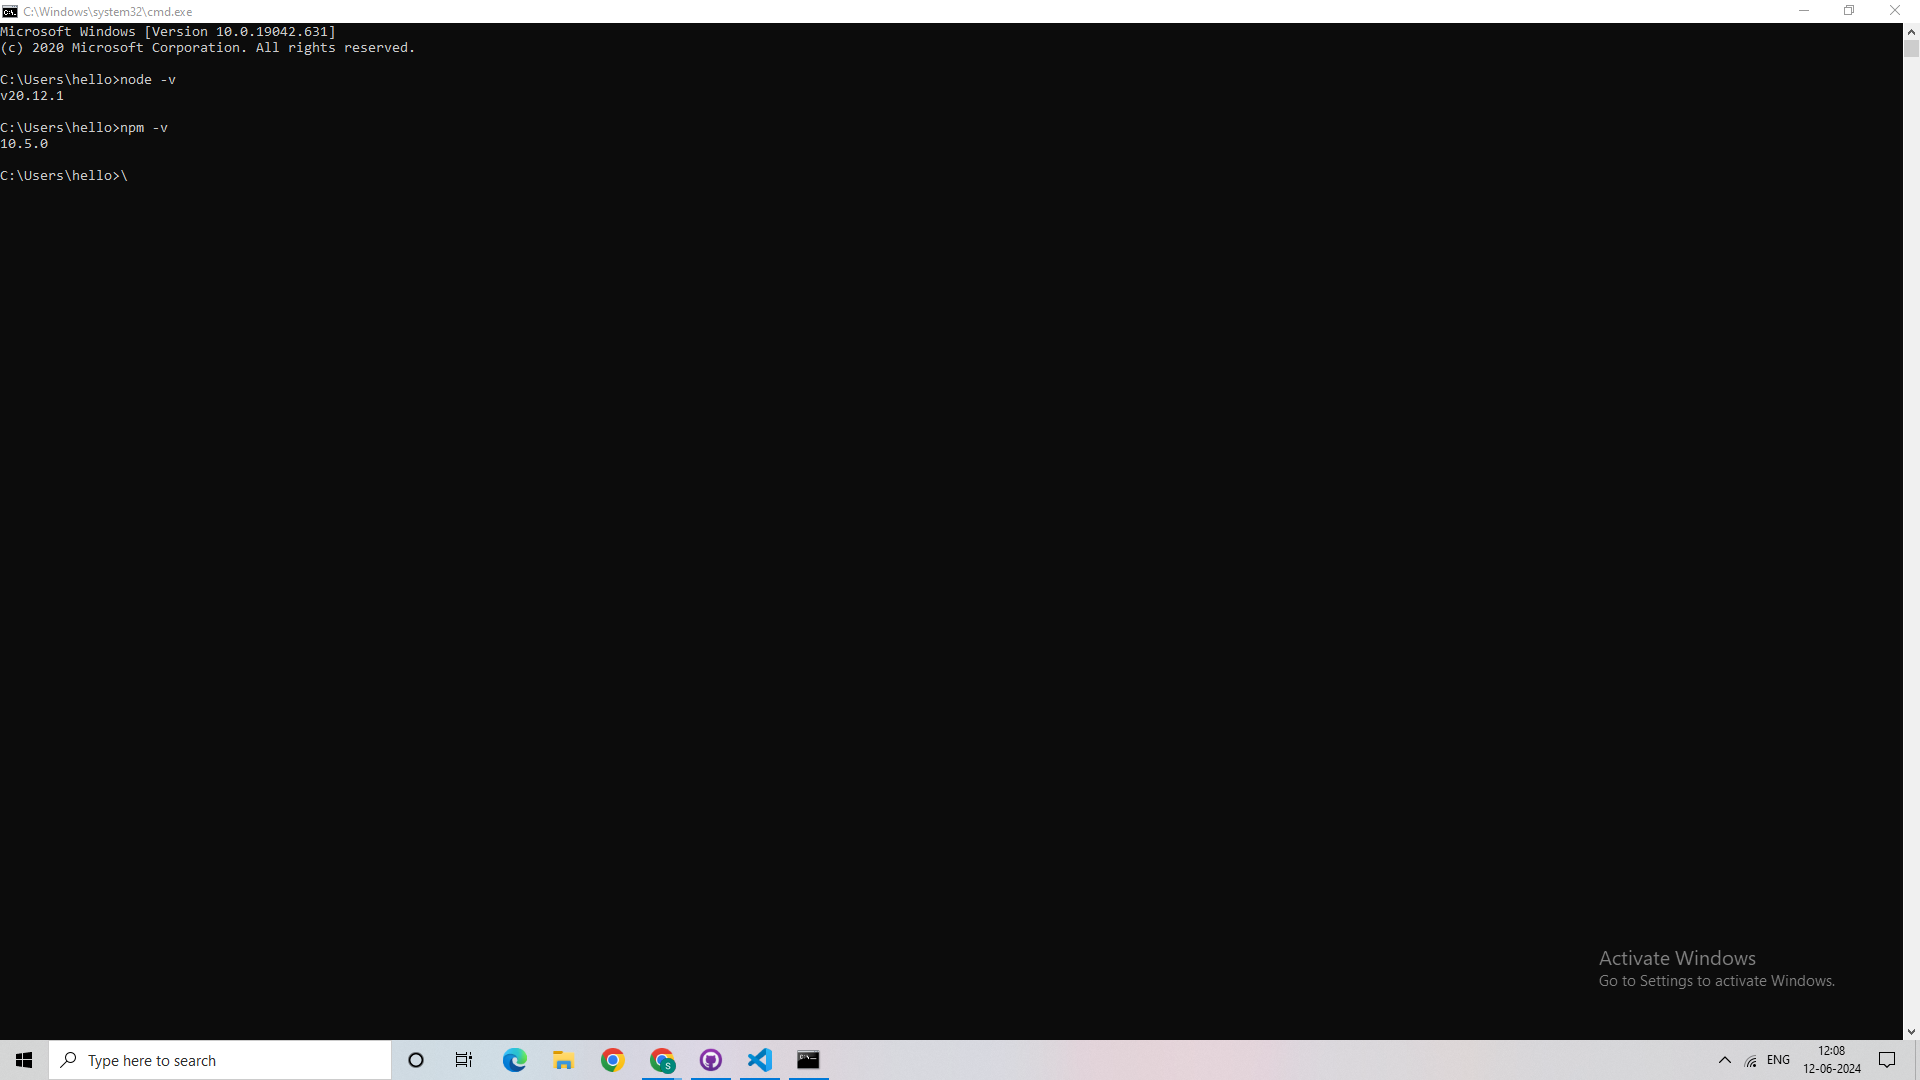 C:\Windows\system32\cmd.exe
Microsoft Windows [Version 10.0.19042.631]
(c) 2020 Microsoft Corporation. All rights reserved.
C:\Users\hello>node -v
v20.12.1
C:\Users\hello>npm -v
10.5.0
C:\Users\hello>\
Activate Windows
Go to Settings to activate Windows.
Type here to search
ENG
12:08
12-06-2024